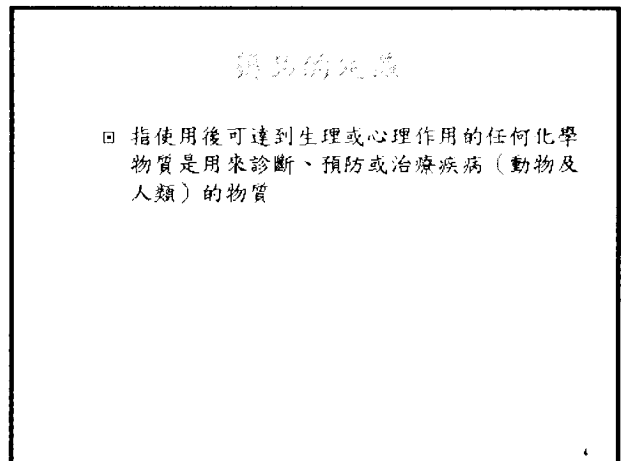 指使用後可達到生理或心理作用的任何化學
物質是用來診斷、預防或治療疾病（動物及
人類）的物質